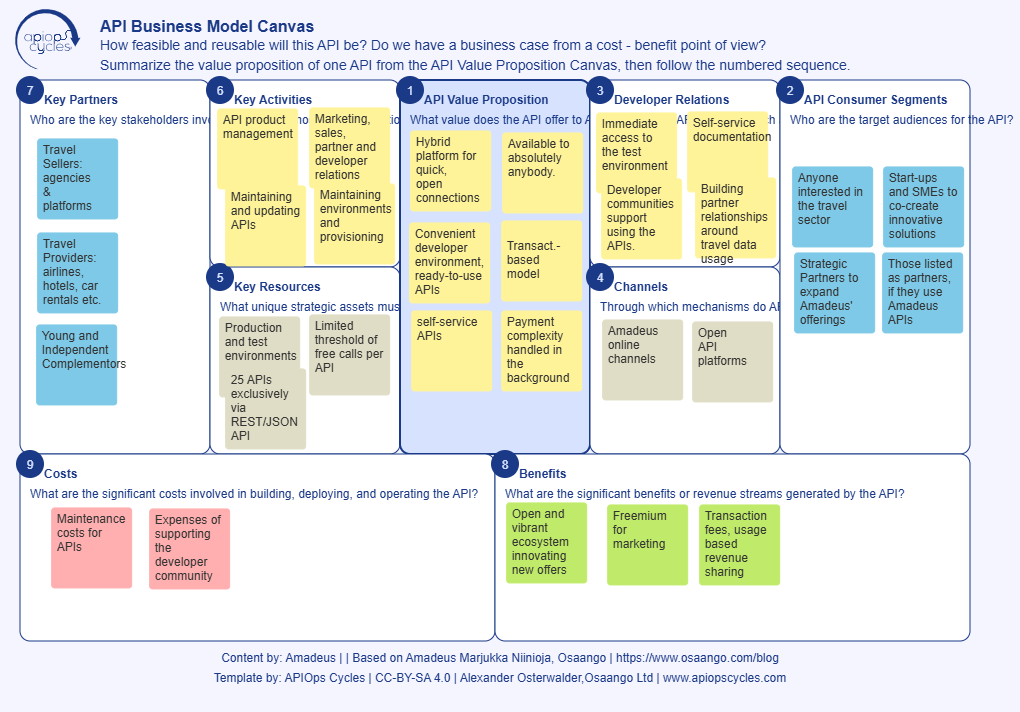 apiops
cycles
API Business Model Canvas
How feasible and reusable will this API be? Do we have a business case from a cost - benefit point of view?
Summarize the value proposition of one API from the API Value Proposition Canvas, then follow the numbered sequence.
7
Key Partners
Who are the key stakeholders
Travel
Sellers:
agencies
&
platforms
Travel
Providers:
airlines,
hotels, car
rentals etc.
Young and
Independent
Complementors
6
Key Activities
API product
management
Marketing,
sales,
partner and
developer
relations
Maintaining
and updating
APIs
Maintaining
environments
and
provisioning
5
Key Resources
What unique strategic assets
Production
and test
environments
Limited
threshold of
free calls per
API
25 APIs
exclusively
via
REST/JSON
API
1
API Value Proposition
What value does the API offer to
Hybrid
platform for
quick,
open
connections
Available to
absolutely
anybody.
Convenient
developer
environment,
ready-to-use
APIs
Transact.-
based
model
self-service
APIs
Payment
complexity
handled in
the
background
3
Developer Relations
Immediate
access to
the test
environment
Self-service
documentation
Developer
communities
support
using the
APIs.
Building
partner
relationships
around
travel data
usage
4
Channels
Through which mechanisms do
Amadeus
online
channels
Open
API
platforms
2
API Consumer Segments
Who are the target audiences for the API?
Anyone
interested in
the travel
sector
Start-ups
and SMEs to
co-create
innovative
solutions
Strategic
Partners to
expand
Amadeus'
offerings
Those listed
as partners,
if they use
Amadeus
APIs
9
Costs
What are the significant costs involved in building, deploying, and operating the API?
Maintenance
costs for
APIs
Expenses of
supporting
the
developer
community
8
Benefits
What are the significant benefits or revenue streams generated by the API?
Open and
vibrant
ecosystem
innovating
new offers
Freemium
for
marketing
Transaction
fees, usage
based
revenue
sharing
Content by: Amadeus | | Based on Amadeus Marjukka Niinioja, Osaango | https://www.osaango.com/blog
Template by: APIOps Cycles | CC-BY-SA 4.0 | Alexander Osterwalder,Osaango Ltd | www.apiopscycles.com